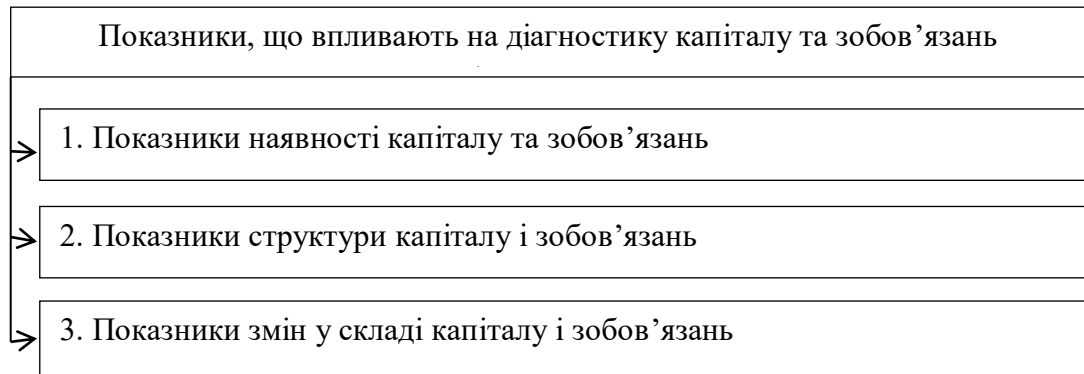 Показники, що впливають на діагностику капіталу та зобов’язань
1. Показники наявності капіталу та зобов’язань
2. Показники структури капіталу і зобов’язань
3. Показники змін у складі капіталу і зобов’язань